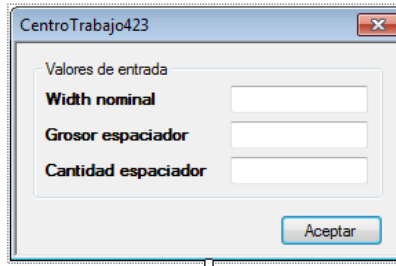 CentroTrabajo423
Valores de entrada
Width nominal
Grosor espaciador
Cantidad espaciador
Aceptar